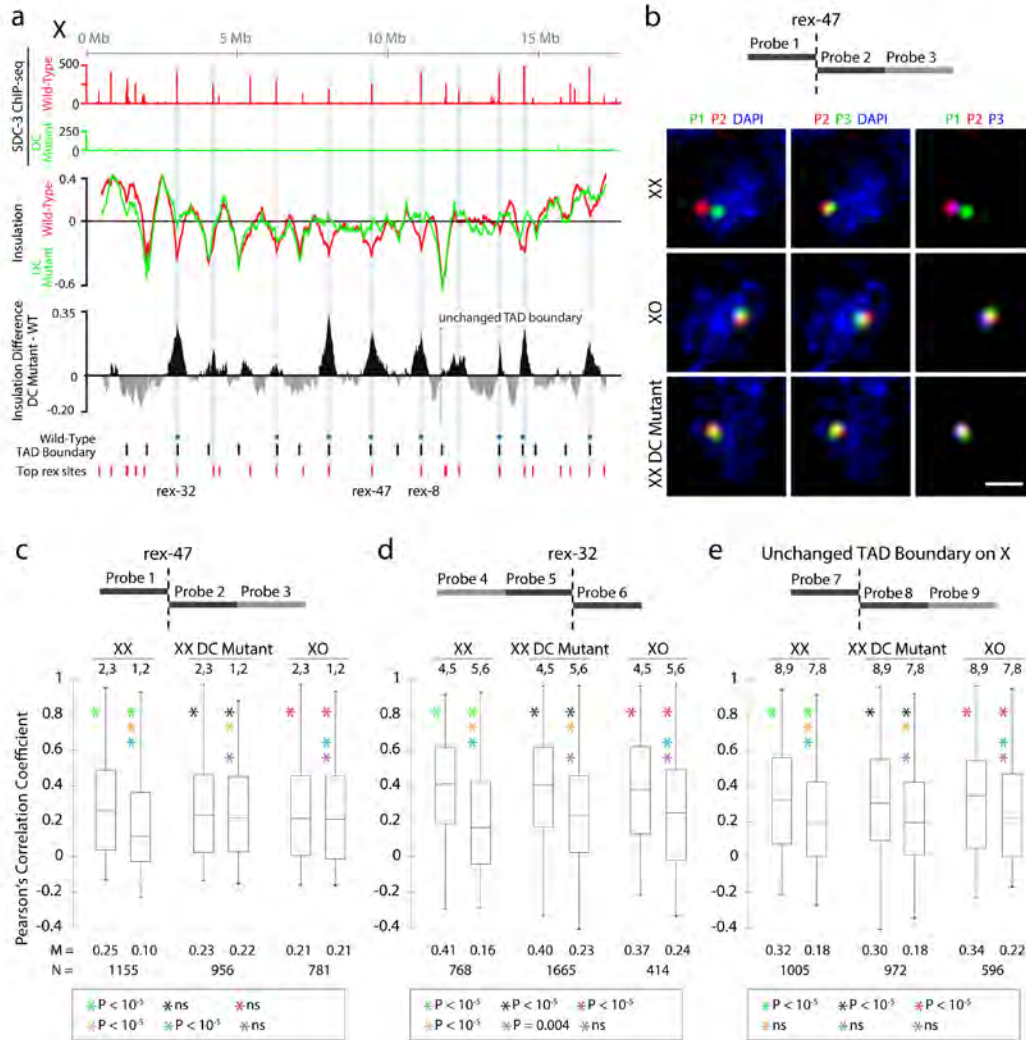 a
X
0 Mb 5 Mb 10 Mb 15 Mb
SDC-3 ChIP-seq
Wild-Type
500
0
DC Mutant
250
0
Insulation
Wild-Type
DC Mutant
0.4
0
-0.6
Insulation Difference
DC Mutant - WT
0.35
0
-0.20
unchanged TAD boundary
Wild-Type
TAD Boundary
Top rex sites
rex-32 rex-47 rex-8
b
rex-47
Probe 1
Probe 2 Probe 3
P1 P2 DAPI P2 P3 DAPI P1 P2 P3
XX
XO
XX DC Mutant
c
rex-47
Probe 1
Probe 2 Probe 3
XX XX DC Mutant XO
2,3 1,2 2,3 1,2 2,3 1,2
Pearson's Correlation Coefficient
1
0.8
0.6
0.4
0.2
0
-0.2
-0.4
M = 0.25 0.10 0.23 0.22 0.21 0.21
N = 1155 956 781
* P < 10-5 * ns * ns
* P < 10-5 * P < 10-5 * ns
d
rex-32
Probe 4 Probe 5
Probe 6
XX XX DC Mutant XO
4,5 5,6 4,5 5,6 4,5 5,6
1
0.8
0.6
0.4
0.2
0
-0.2
-0.4
0.41 0.16 0.40 0.23 0.37 0.24
768 1665 414
* P < 10-5 * P < 10-5 * P < 10-5
* P < 10-5 * P = 0.004 * ns
e
Unchanged TAD Boundary on X
Probe 7
Probe 8 Probe 9
XX XX DC Mutant XO
8,9 7,8 8,9 7,8 8,9 7,8
1
0.8
0.6
0.4
0.2
0
-0.2
-0.4
0.32 0.18 0.30 0.18 0.34 0.22
1005 972 596
* P < 10-5 * P < 10-5 * P < 10-5
* ns * ns * ns